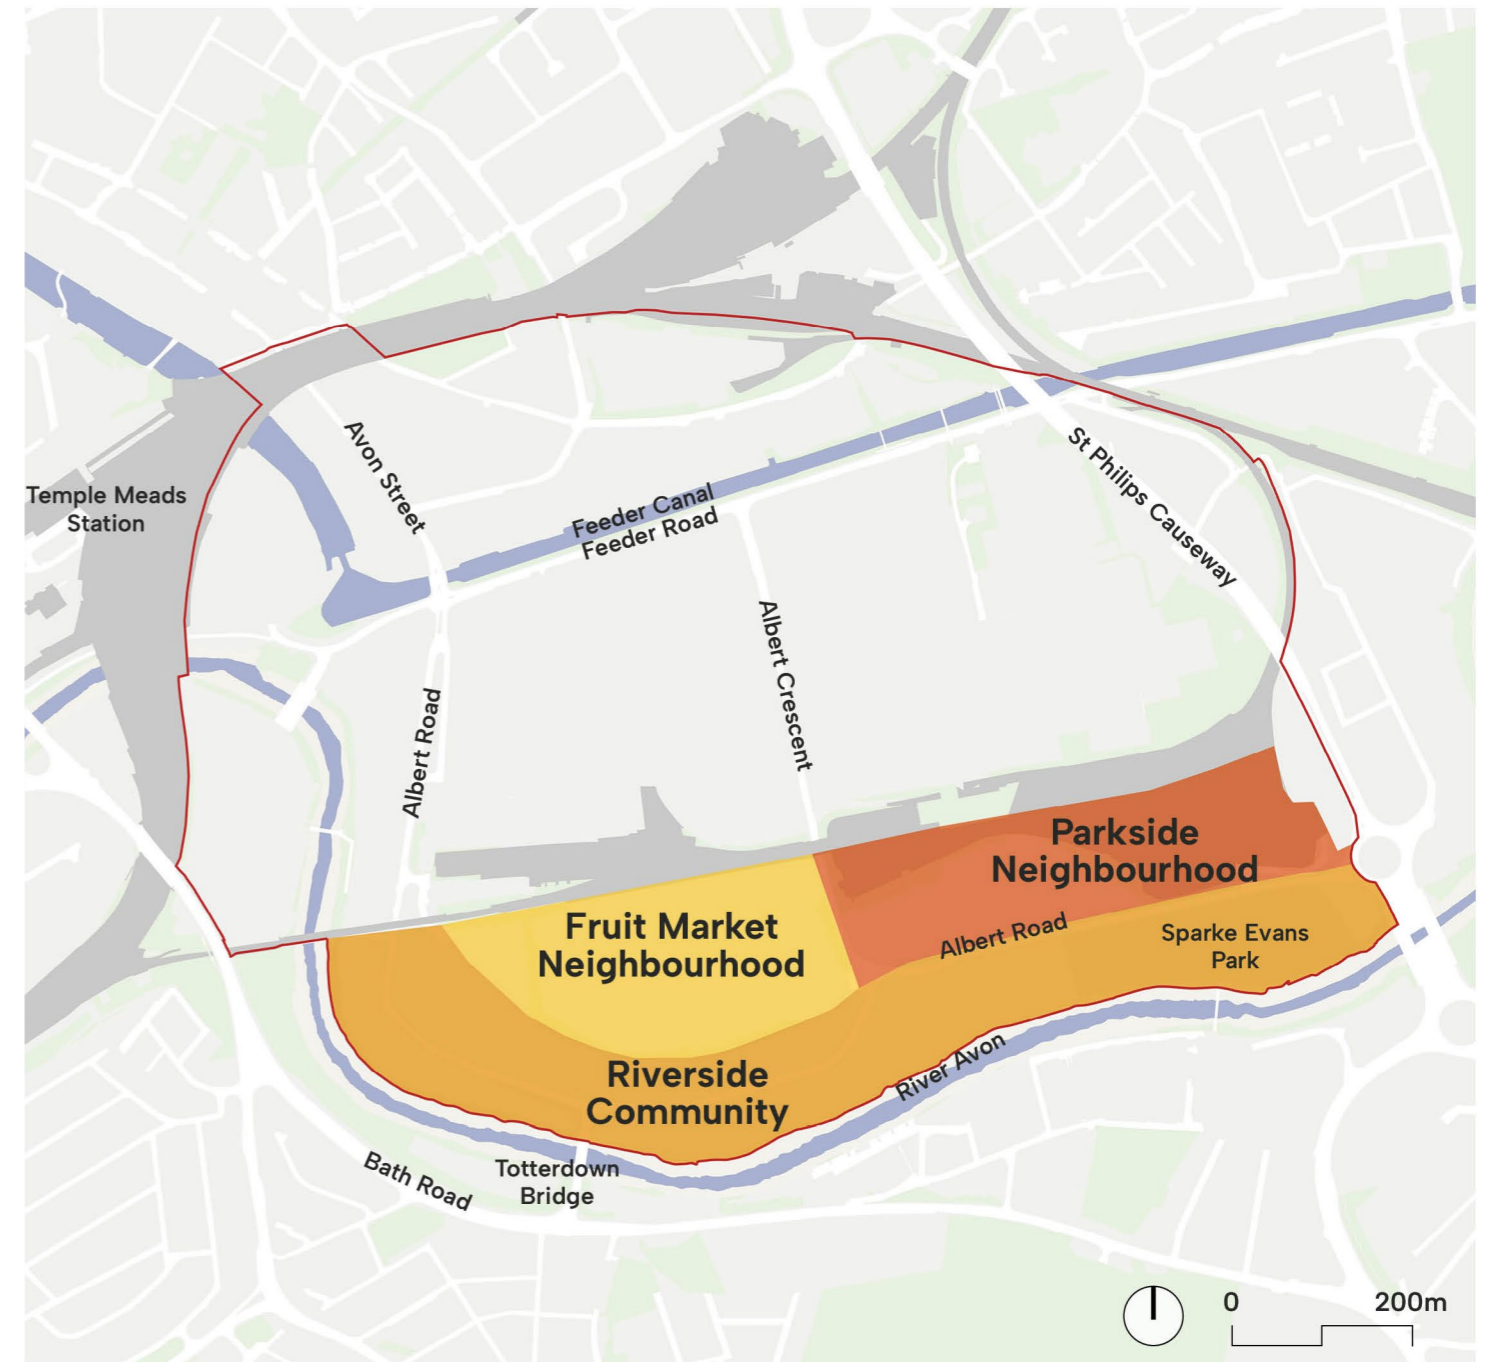 Temple Meads
Station
Avon Street
Feeder Canal
Feeder Road
St Philips Causeway
Albert Road
Albert Crescent
Parkside
Neighbourhood
Fruit Market
Neighbourhood
Albert Road
Sparke Evans
Park
Riverside
Community
River Avon
Bath Road
Totterdown
Bridge
0 200m